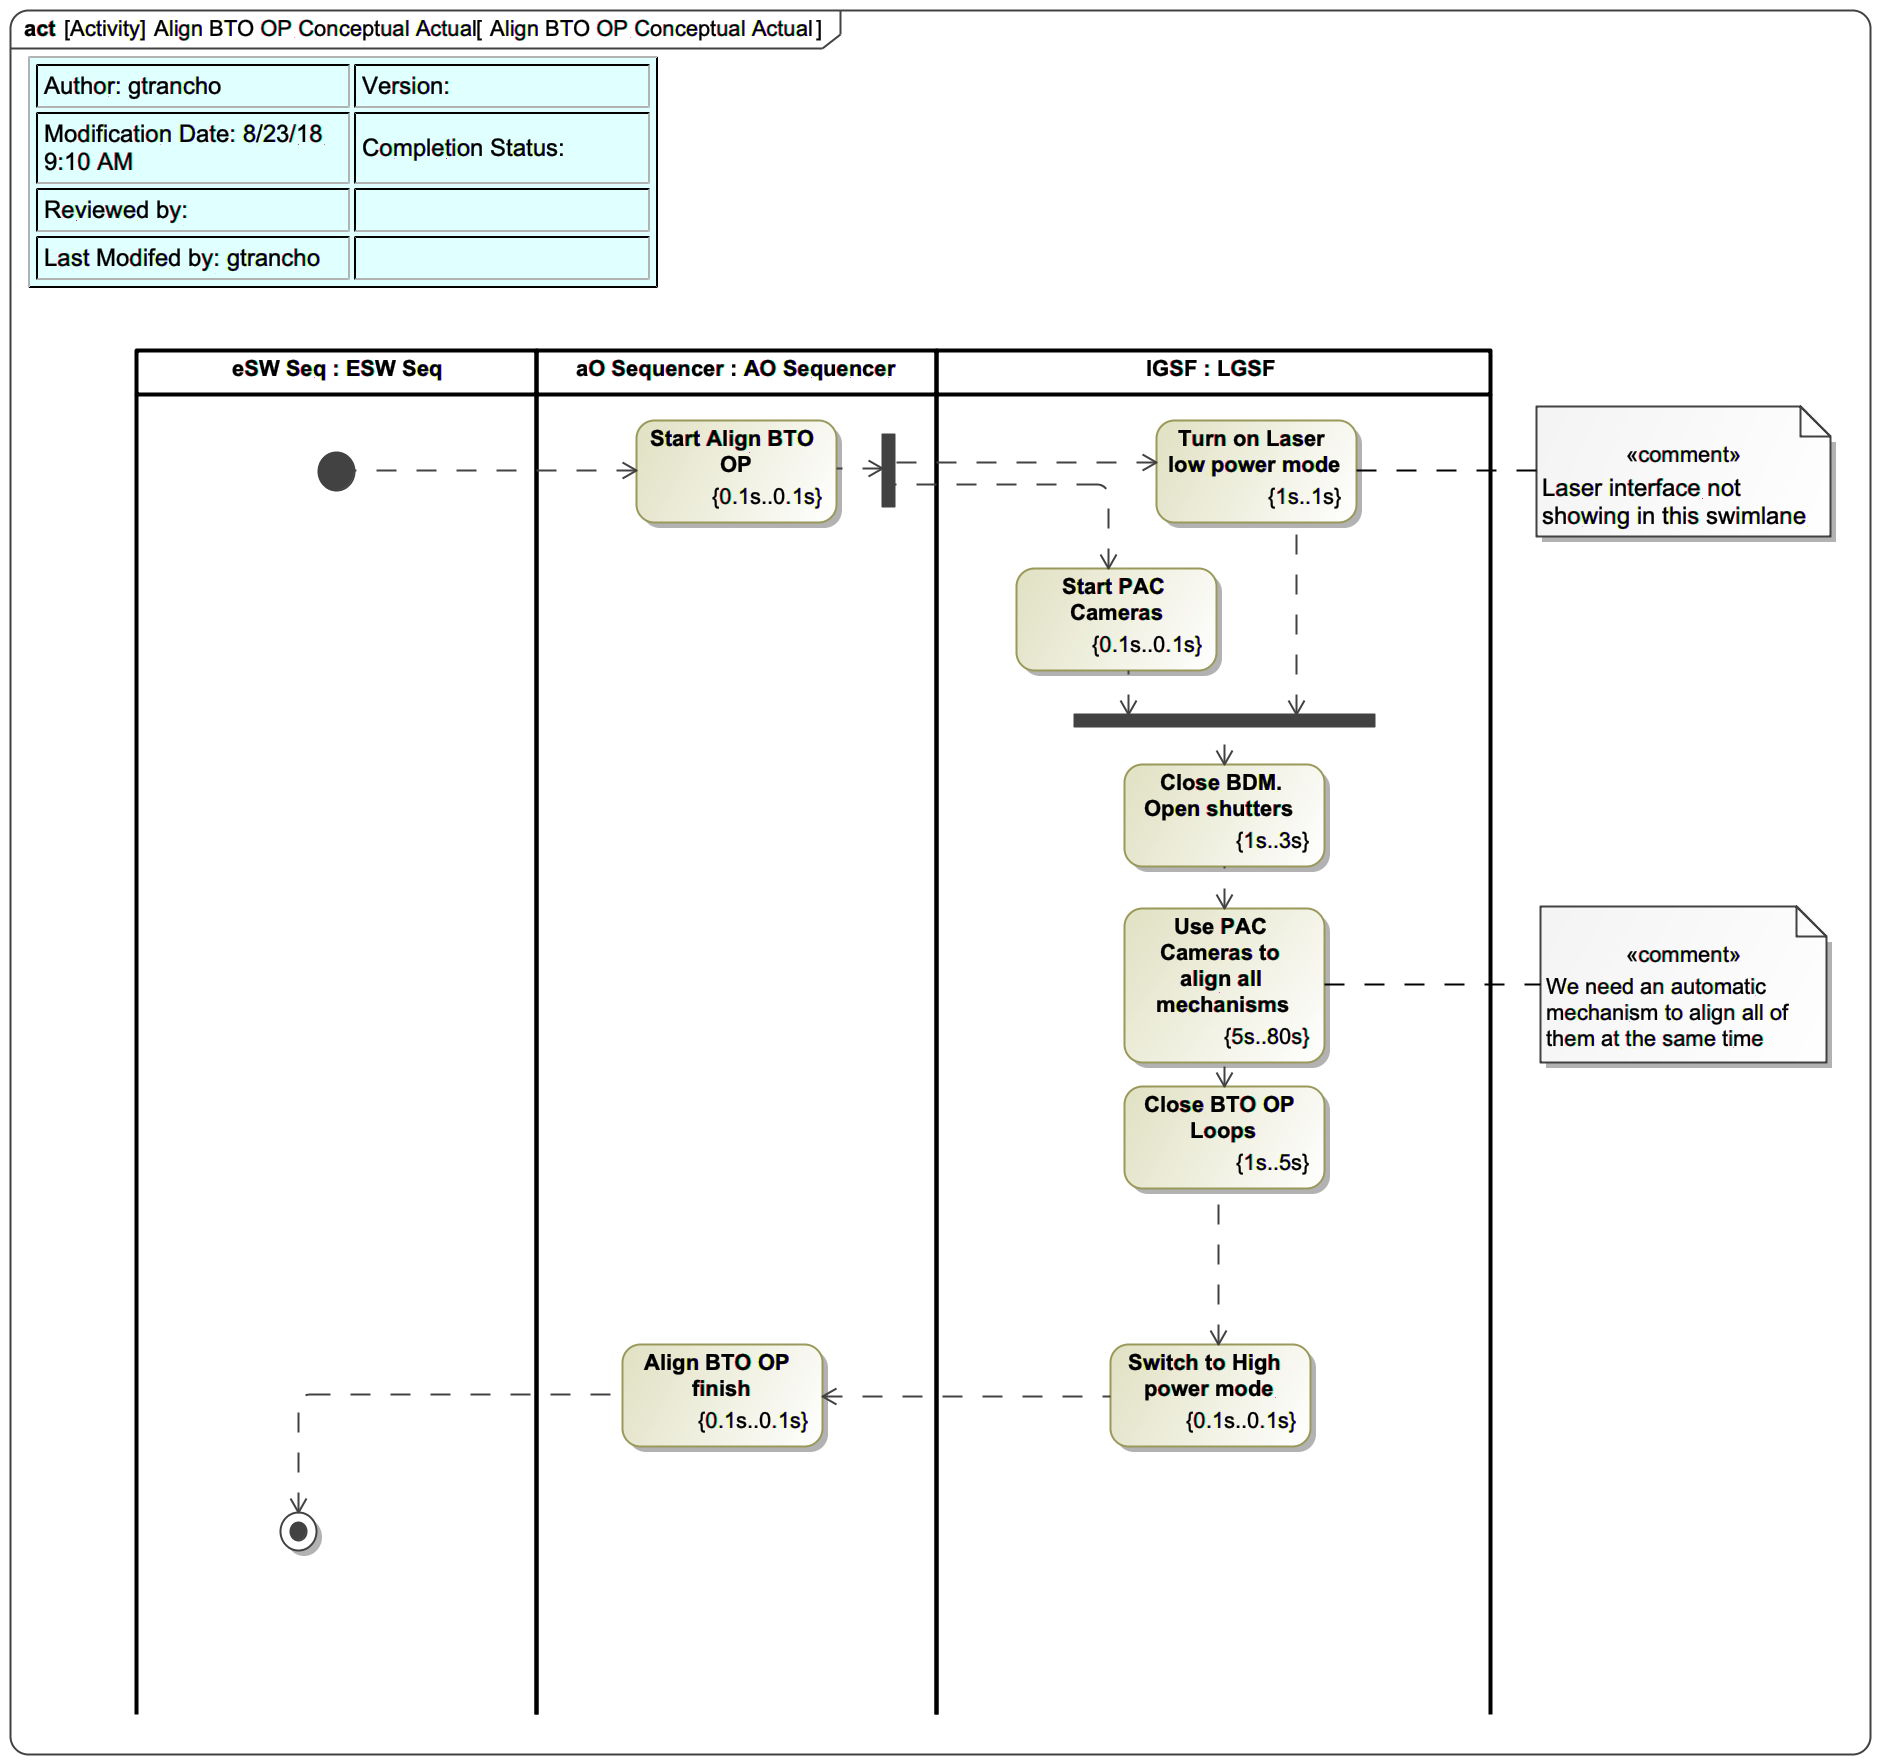 act [Activity] Align BTO OP Conceptual Actual[ Align BTO OP Conceptual Actual]
Author: gtrancho
Version:
Modification Date: 8/23/18
9:10 AM
Completion Status:
Reviewed by:
Last Modifed by: gtrancho
eSW Seq : ESW Seq
aO Sequencer : AO Sequencer
lGSF : LGSF
Start Align BTO
OP
{0.1s..0.1s}
Turn on Laser
low power mode
{1s..1s}
«comment»
Laser interface not
showing in this swimlane
Start PAC
Cameras
{0.1s..0.1s}
Close BDM.
Open shutters
{1s..3s}
Use PAC
Cameras to
align all
mechanisms
{5s..80s}
«comment»
We need an automatic
mechanism to align all of
them at the same time
Close BTO OP
Loops
{1s..5s}
Align BTO OP
finish
{0.1s..0.1s}
Switch to High
power mode
{0.1s..0.1s}